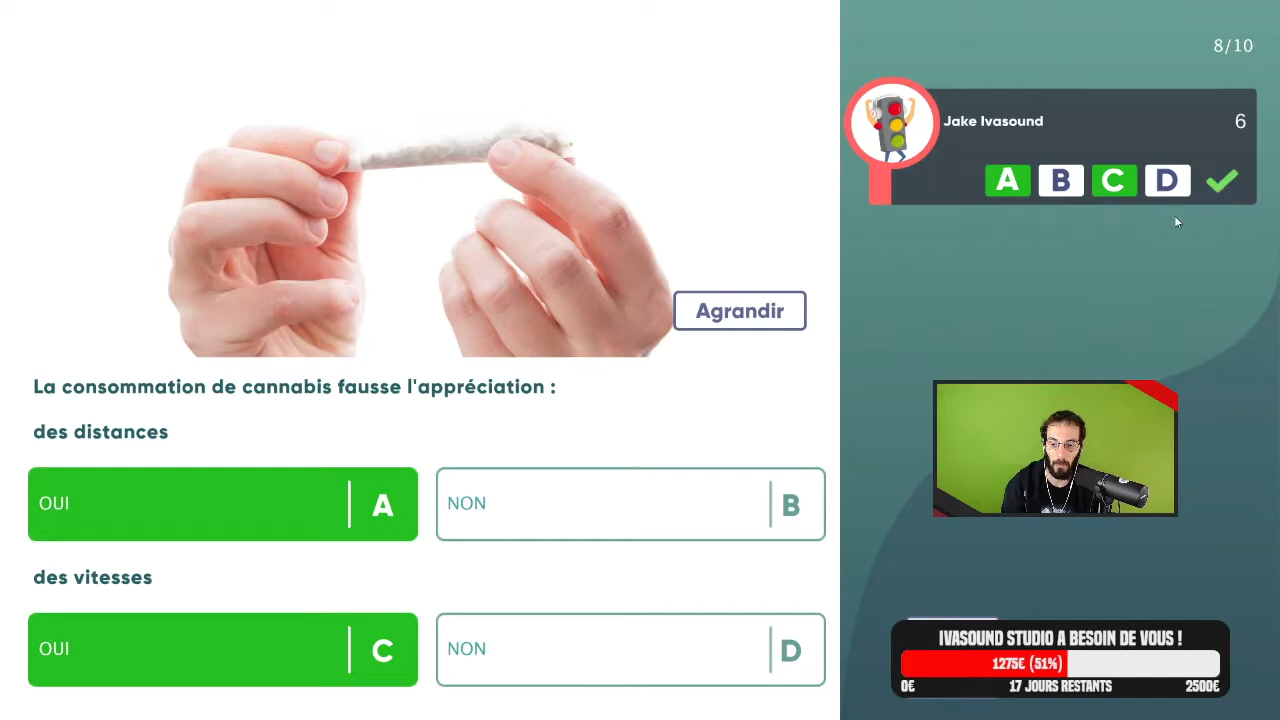 8/10
Jake Ivasound
6
A B C D
Agrandir
La consommation de cannabis fausse l'appréciation :
des distances
OUI A
NON B
des vitesses
OUI C
NON D
IVASOUND STUDIO A BESOIN DE VOUS !
1275€ (51%)
0€ 17 JOURS RESTANTS 2500€